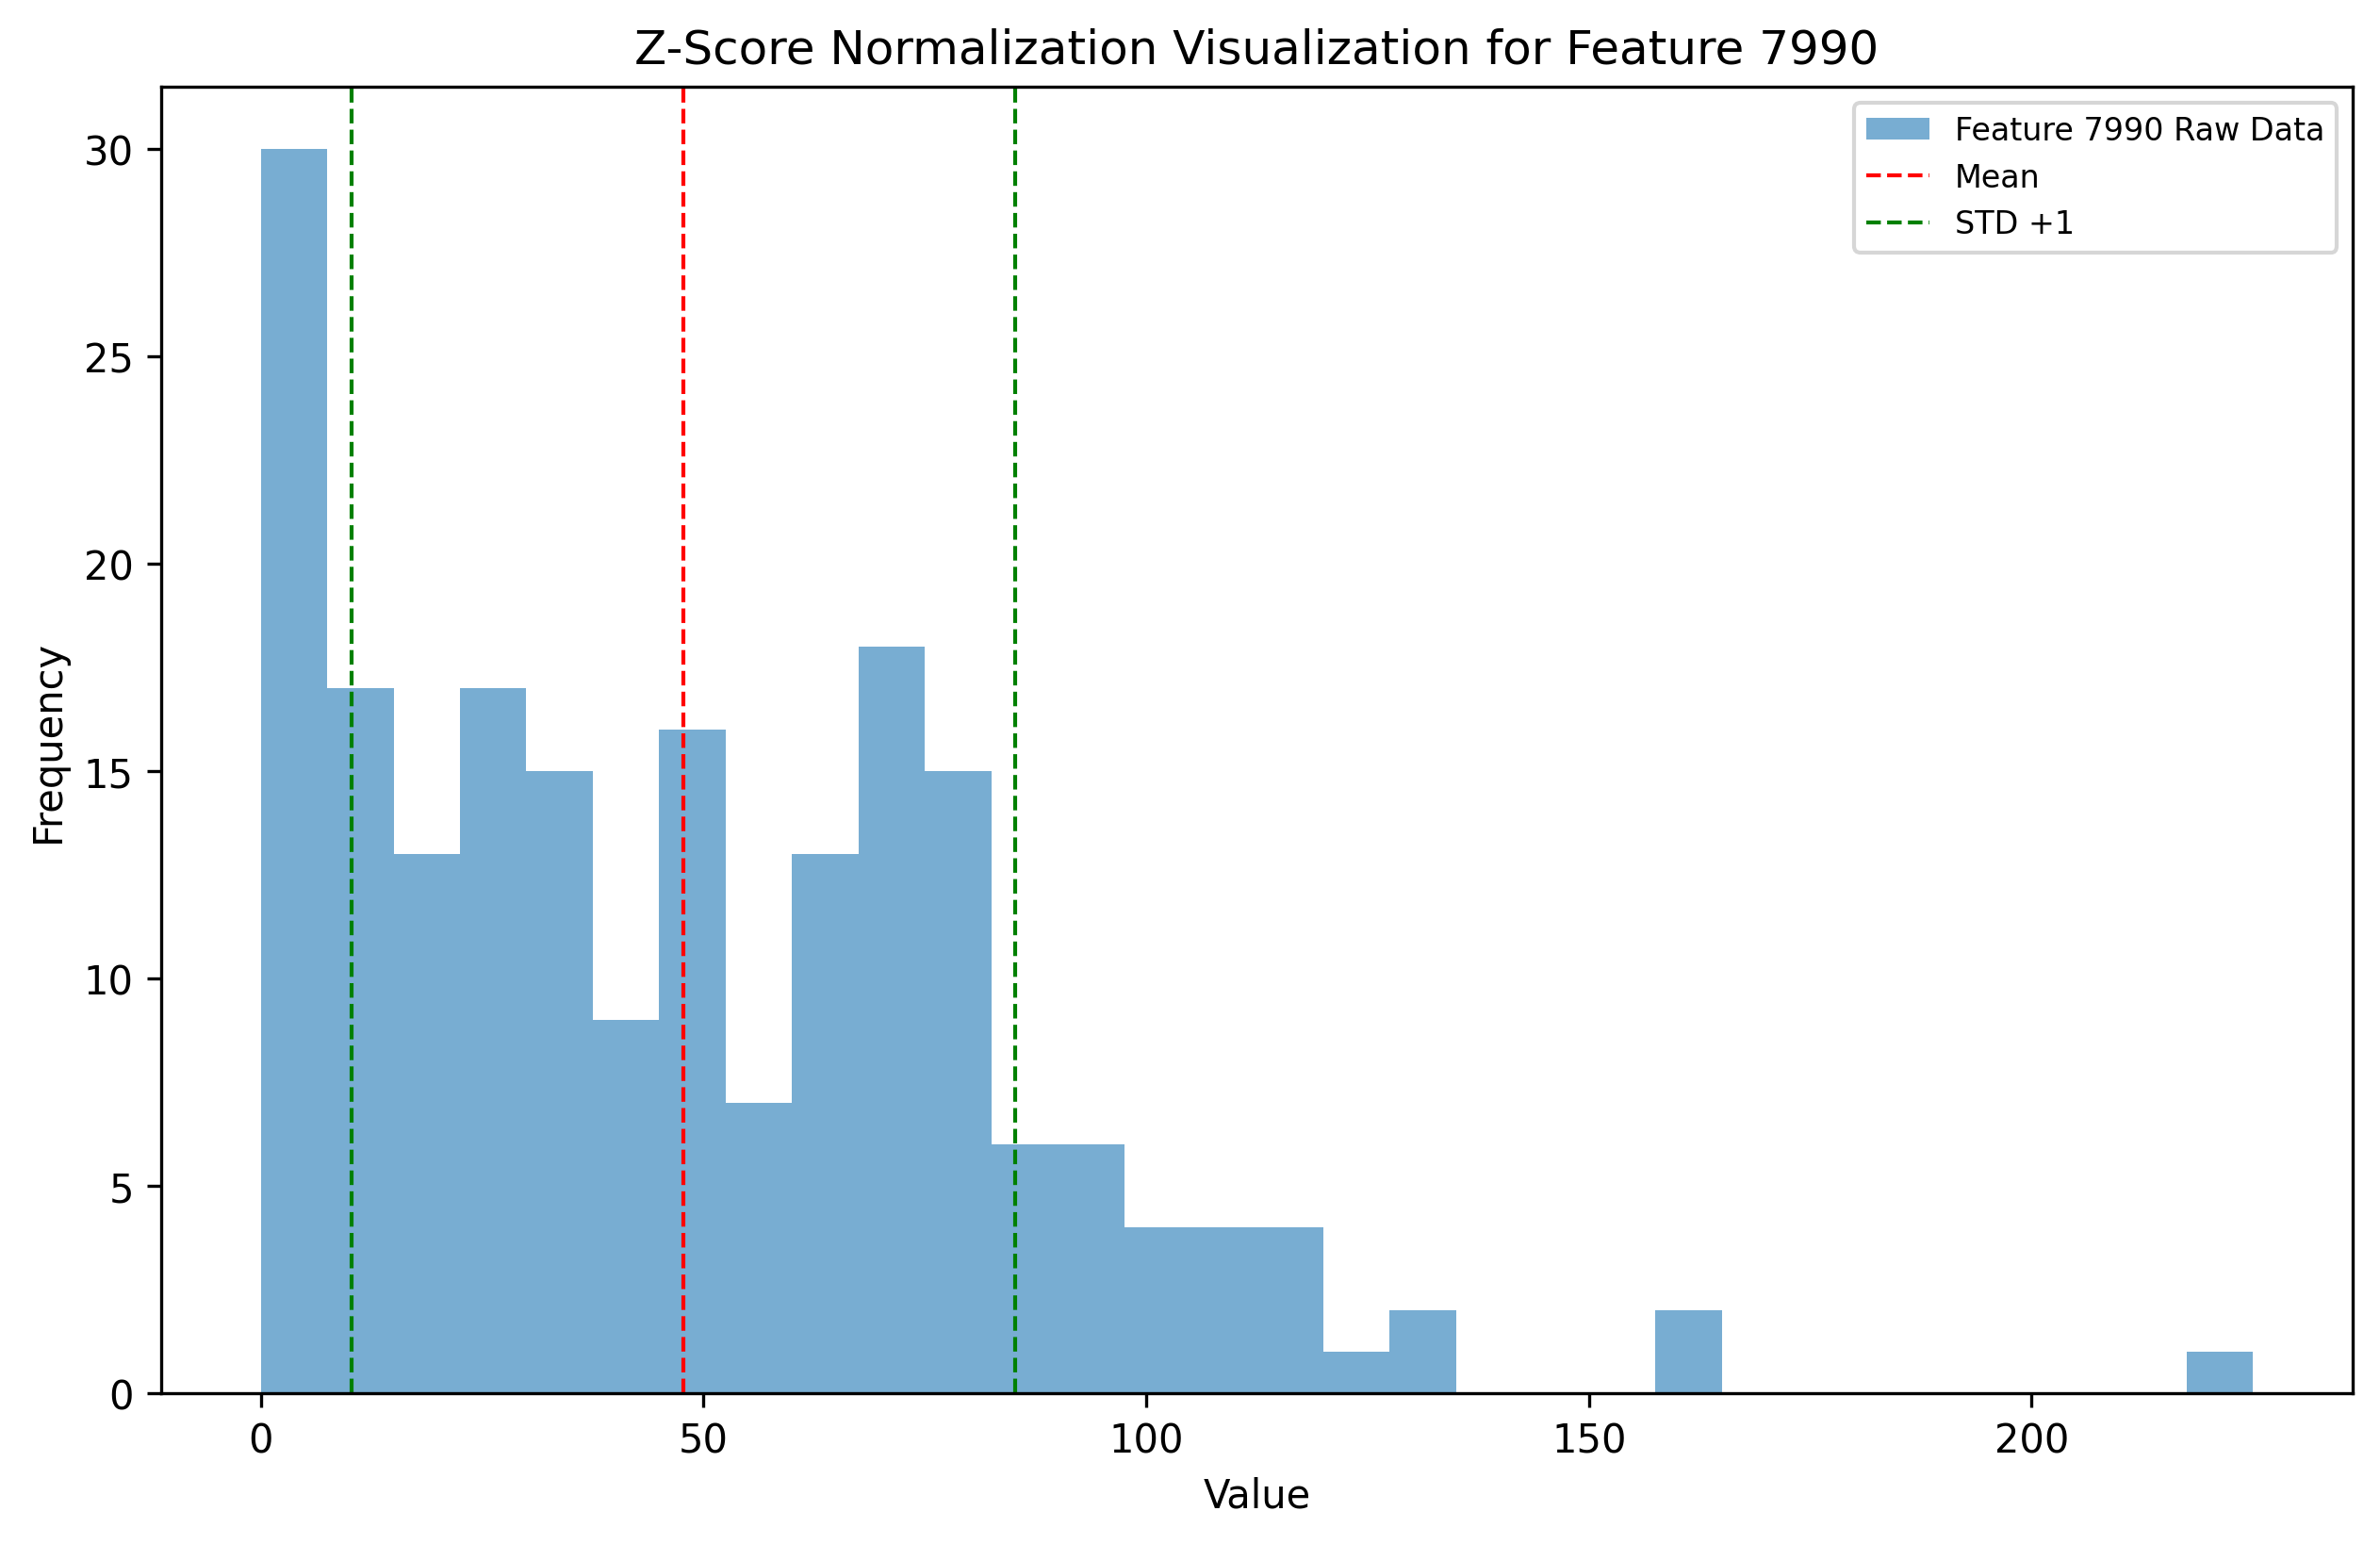 Z-Score Normalization Visualization for Feature 7990
Feature 7990 Raw Data
Mean
STD +1
30
25
20
15
10
5
0
Frequency
0 50 100 150 200
Value